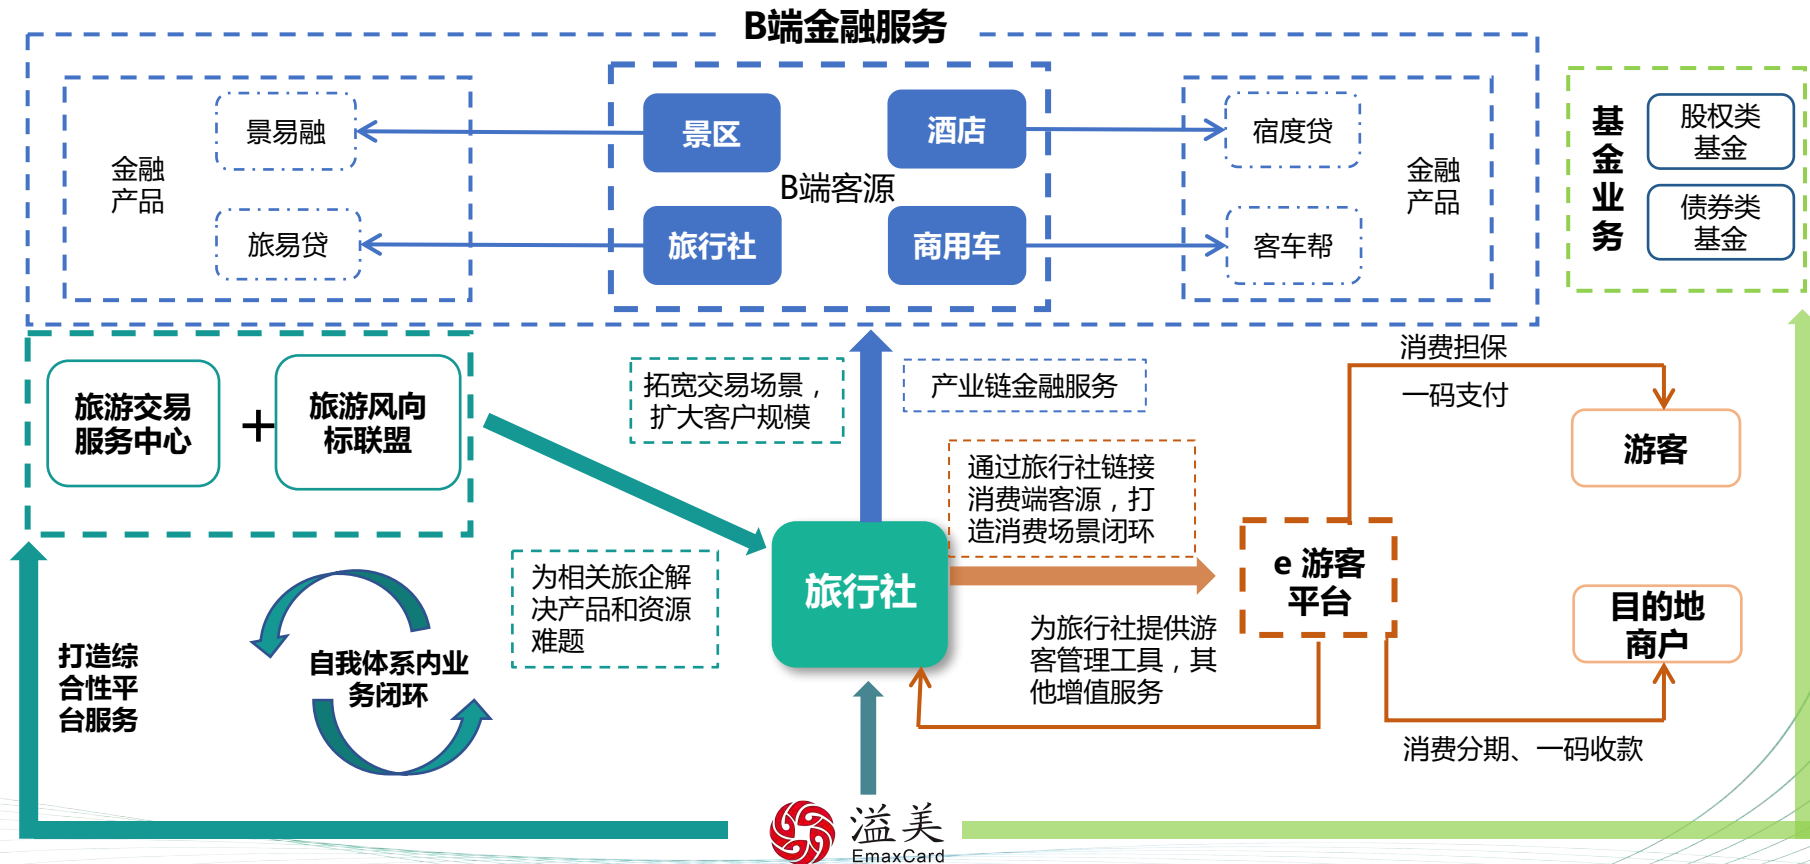 B端金融服务
景易融
金融
产品
旅易贷
景区
酒店
B端客源
旅行社
商用车
宿度贷
金融
产品
客车帮
基
金
业
务
股权类
基金
债券类
基金
旅游交易
服务中心
+
旅游风向
标联盟
拓宽交易场景，
扩大客户规模
产业链金融服务
消费担保
一码支付
游客
通过旅行社链接
消费端客源，打
造消费场景闭环
为相关旅企解
决产品和资源
难题
旅行社
e 游客
平台
目的地
商户
为旅行社提供游
客管理工具，其
他增值服务
打造综
合性平
台服务
自我体系内业
务闭环
消费分期、一码收款
溢美
EmaxCard